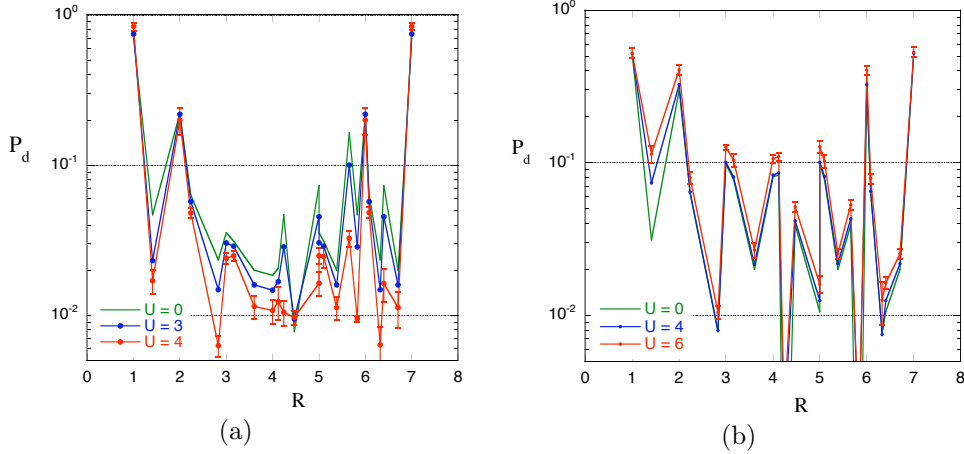 10^0
10^-1
10^-2
P_d
U = 0
U = 3
U = 4
0 1 2 3 4 5 6 7 8
R
(a)
10^0
10^-1
10^-2
P_d
U = 0
U = 4
U = 6
0 1 2 3 4 5 6 7 8
R
(b)